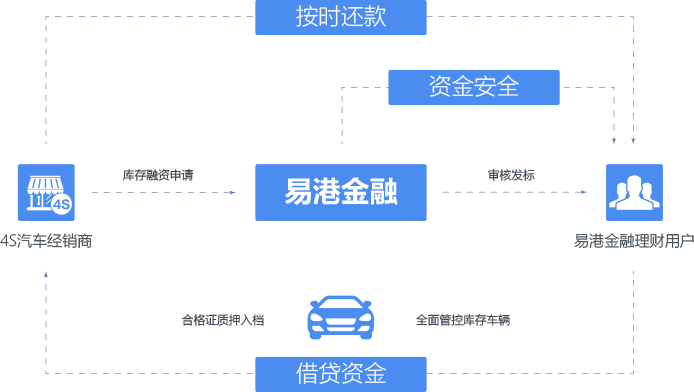 按时还款
资金安全
库存融资申请
易港金融
审核发标
4S
4S汽车经销商
易港金融理财用户
合格证质押入档
全面管控库存车辆
借贷资金